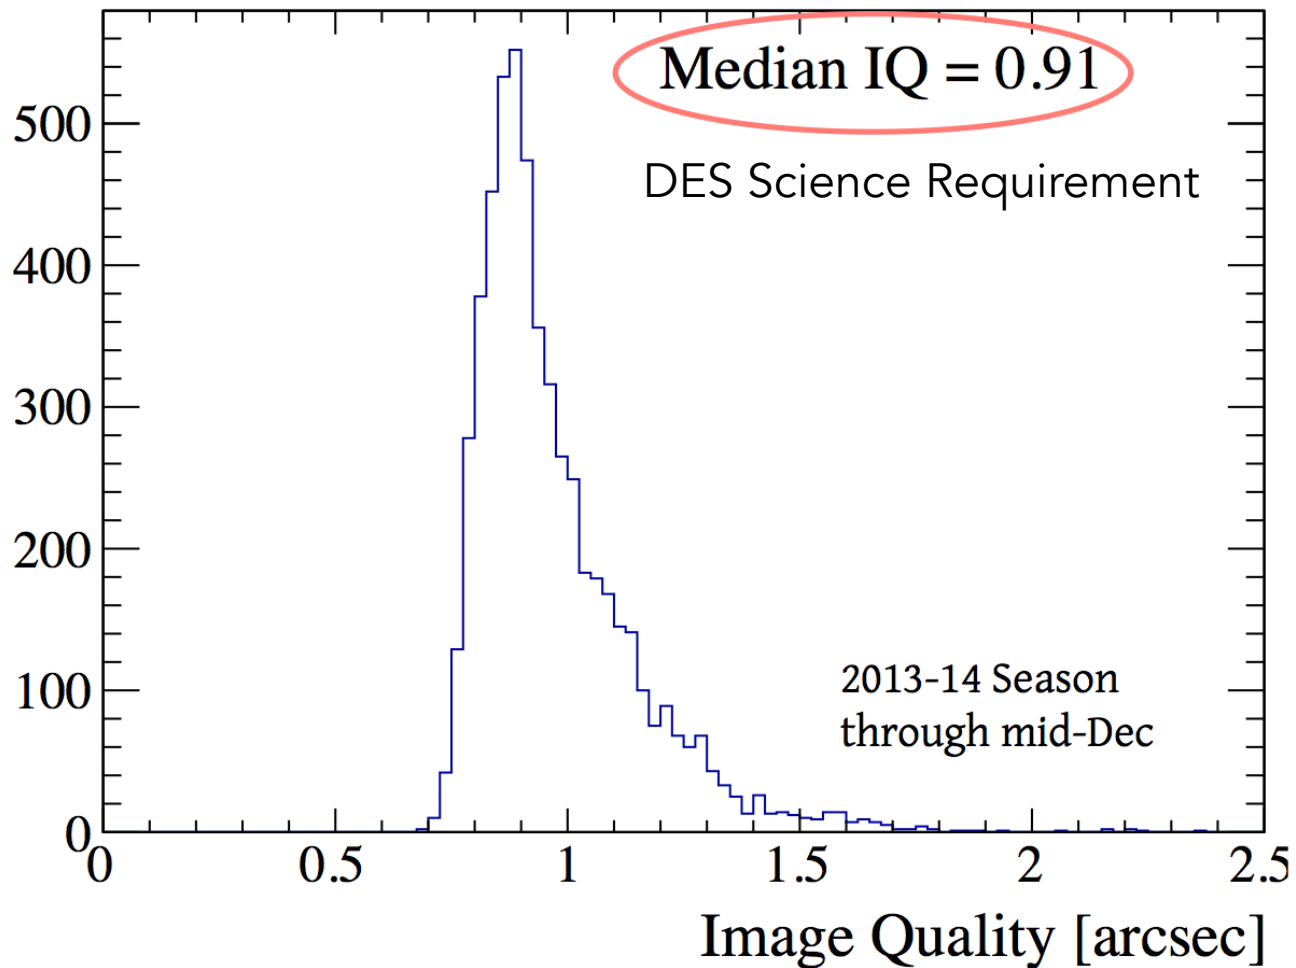 Median IQ = 0.91
DES Science Requirement
500
400
300
200
100
0
2013-14 Season
through mid-Dec
0 0.5 1 1.5 2 2.5
Image Quality [arcsec]